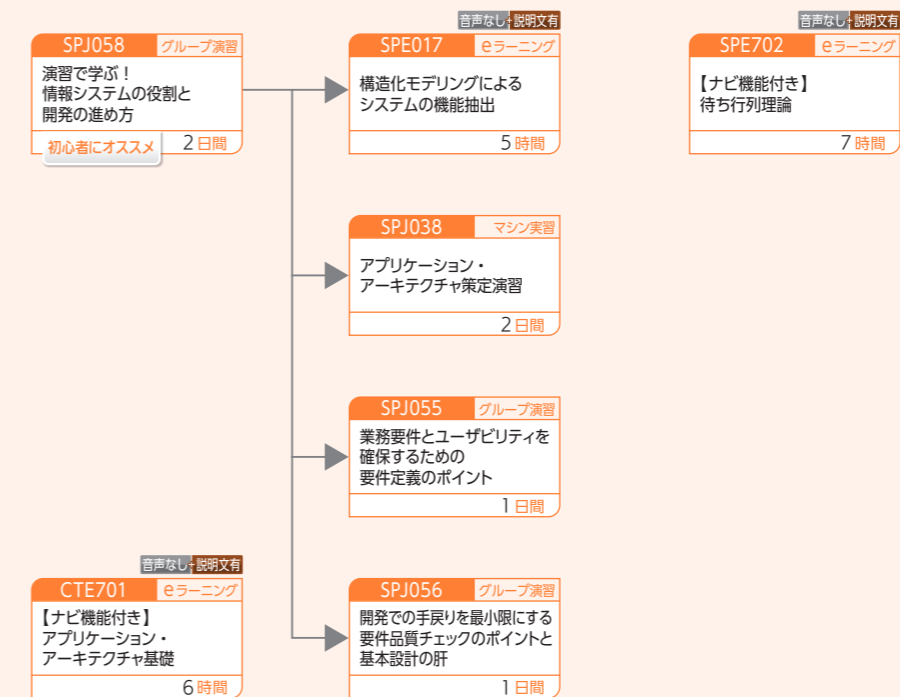 SPJ058 グループ演習
演習で学ぶ！
情報システムの役割と
開発の進め方
初心者にオススメ
2日間
音声なし+説明文有
SPE017 eラーニング
構造化モデリングによる
システムの機能抽出
5時間
音声なし+説明文有
SPE702 eラーニング
【ナビ機能付き】
待ち行列理論
7時間
SPJ038 マシン実習
アプリケーション・
アーキテクチャ策定演習
2日間
SPJ055 グループ演習
業務要件とユーザビリティを
確保するための
要件定義のポイント
1日間
音声なし+説明文有
CTE701 eラーニング
【ナビ機能付き】
アプリケーション・
アーキテクチャ基礎
6時間
SPJ056 グループ演習
開発での手戻りを最小限にする
要件品質チェックのポイントと
基本設計の肝
1日間